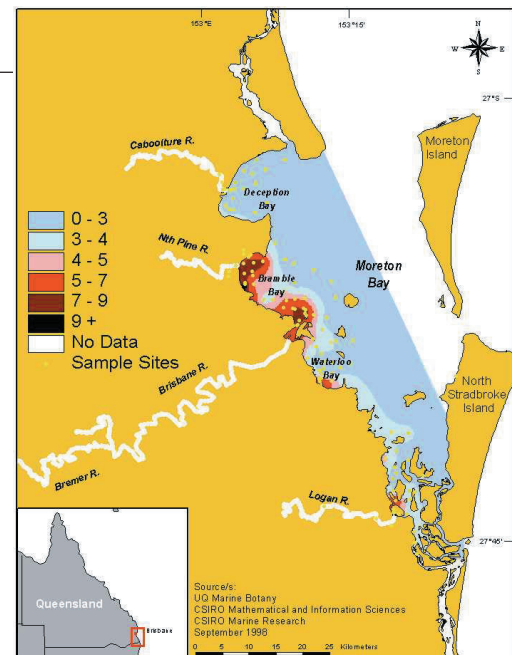 153°E
153°15'
N
W E
S
27°S
Caboolture R.
Moreton
Island
Deception
Bay
0 - 3
3 - 4
4 - 5
5 - 7
7 - 9
9 +
No Data
Sample Sites
Nth Pine R.
Bramble
Bay
Moreton
Bay
Waterloo
Bay
Brisbane R.
North
Stradbroke
Island
Bremer R.
Logan R.
27°45'
Queensland
Brisbane
Source/s:
UQ Marine Botany
CSIRO Mathematical and Information Sciences
CSIRO Marine Research
September 1998
0 5 10 15 20 25 Kilometers